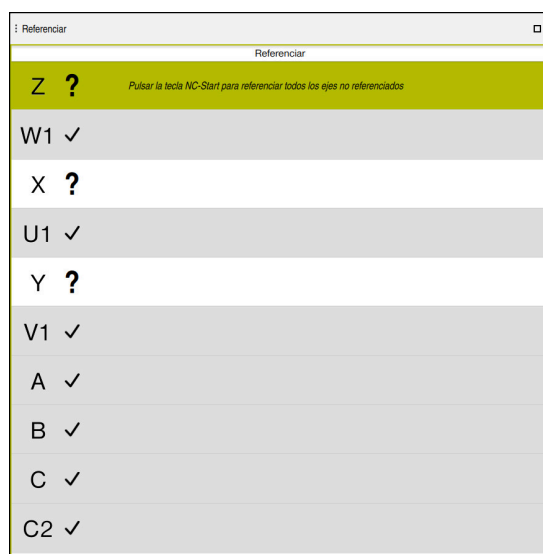 Referenciar
Referenciar
Z ? Pulsar la tecla NC-Start para referenciar todos los ejes no referenciados
W1 ✓
X ?
U1 ✓
Y ?
V1 ✓
A ✓
B ✓
C ✓
C2 ✓